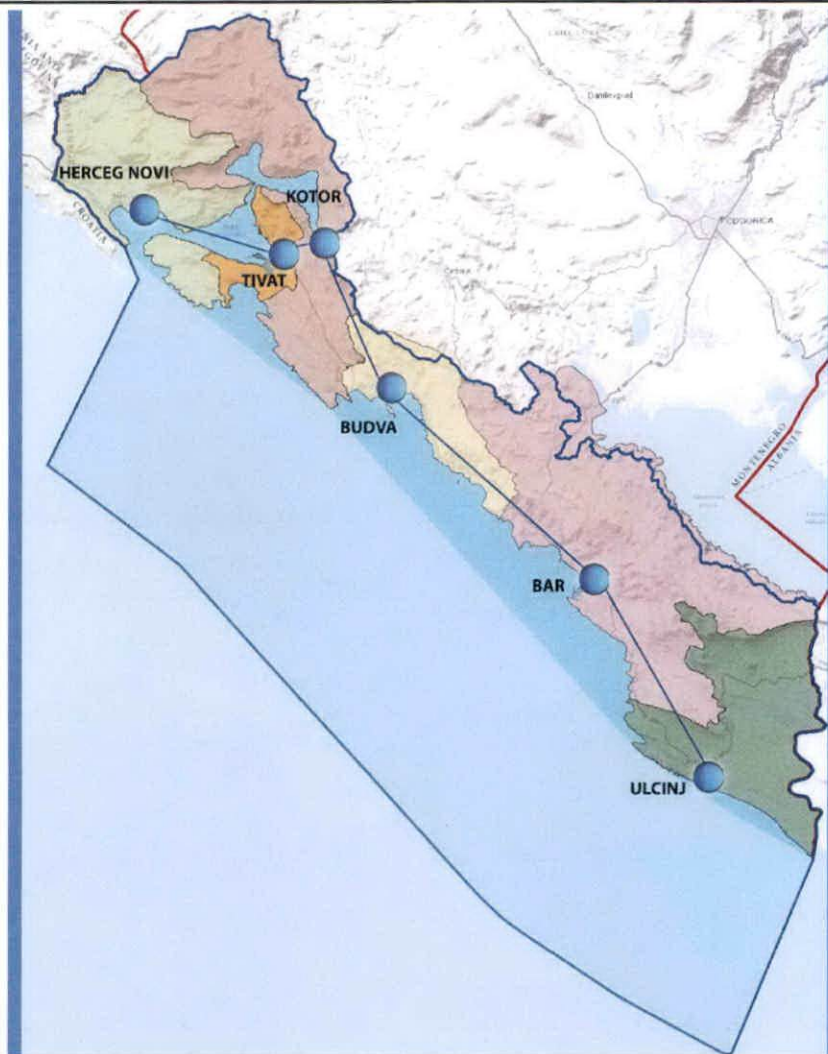 Danilovgrad
HERCEG NOVI
KOTOR
CROATIA
PODGORICA
TIVAT
BUDVA
MONTENEGRO
ALBANIA
BAR
ULCINJ